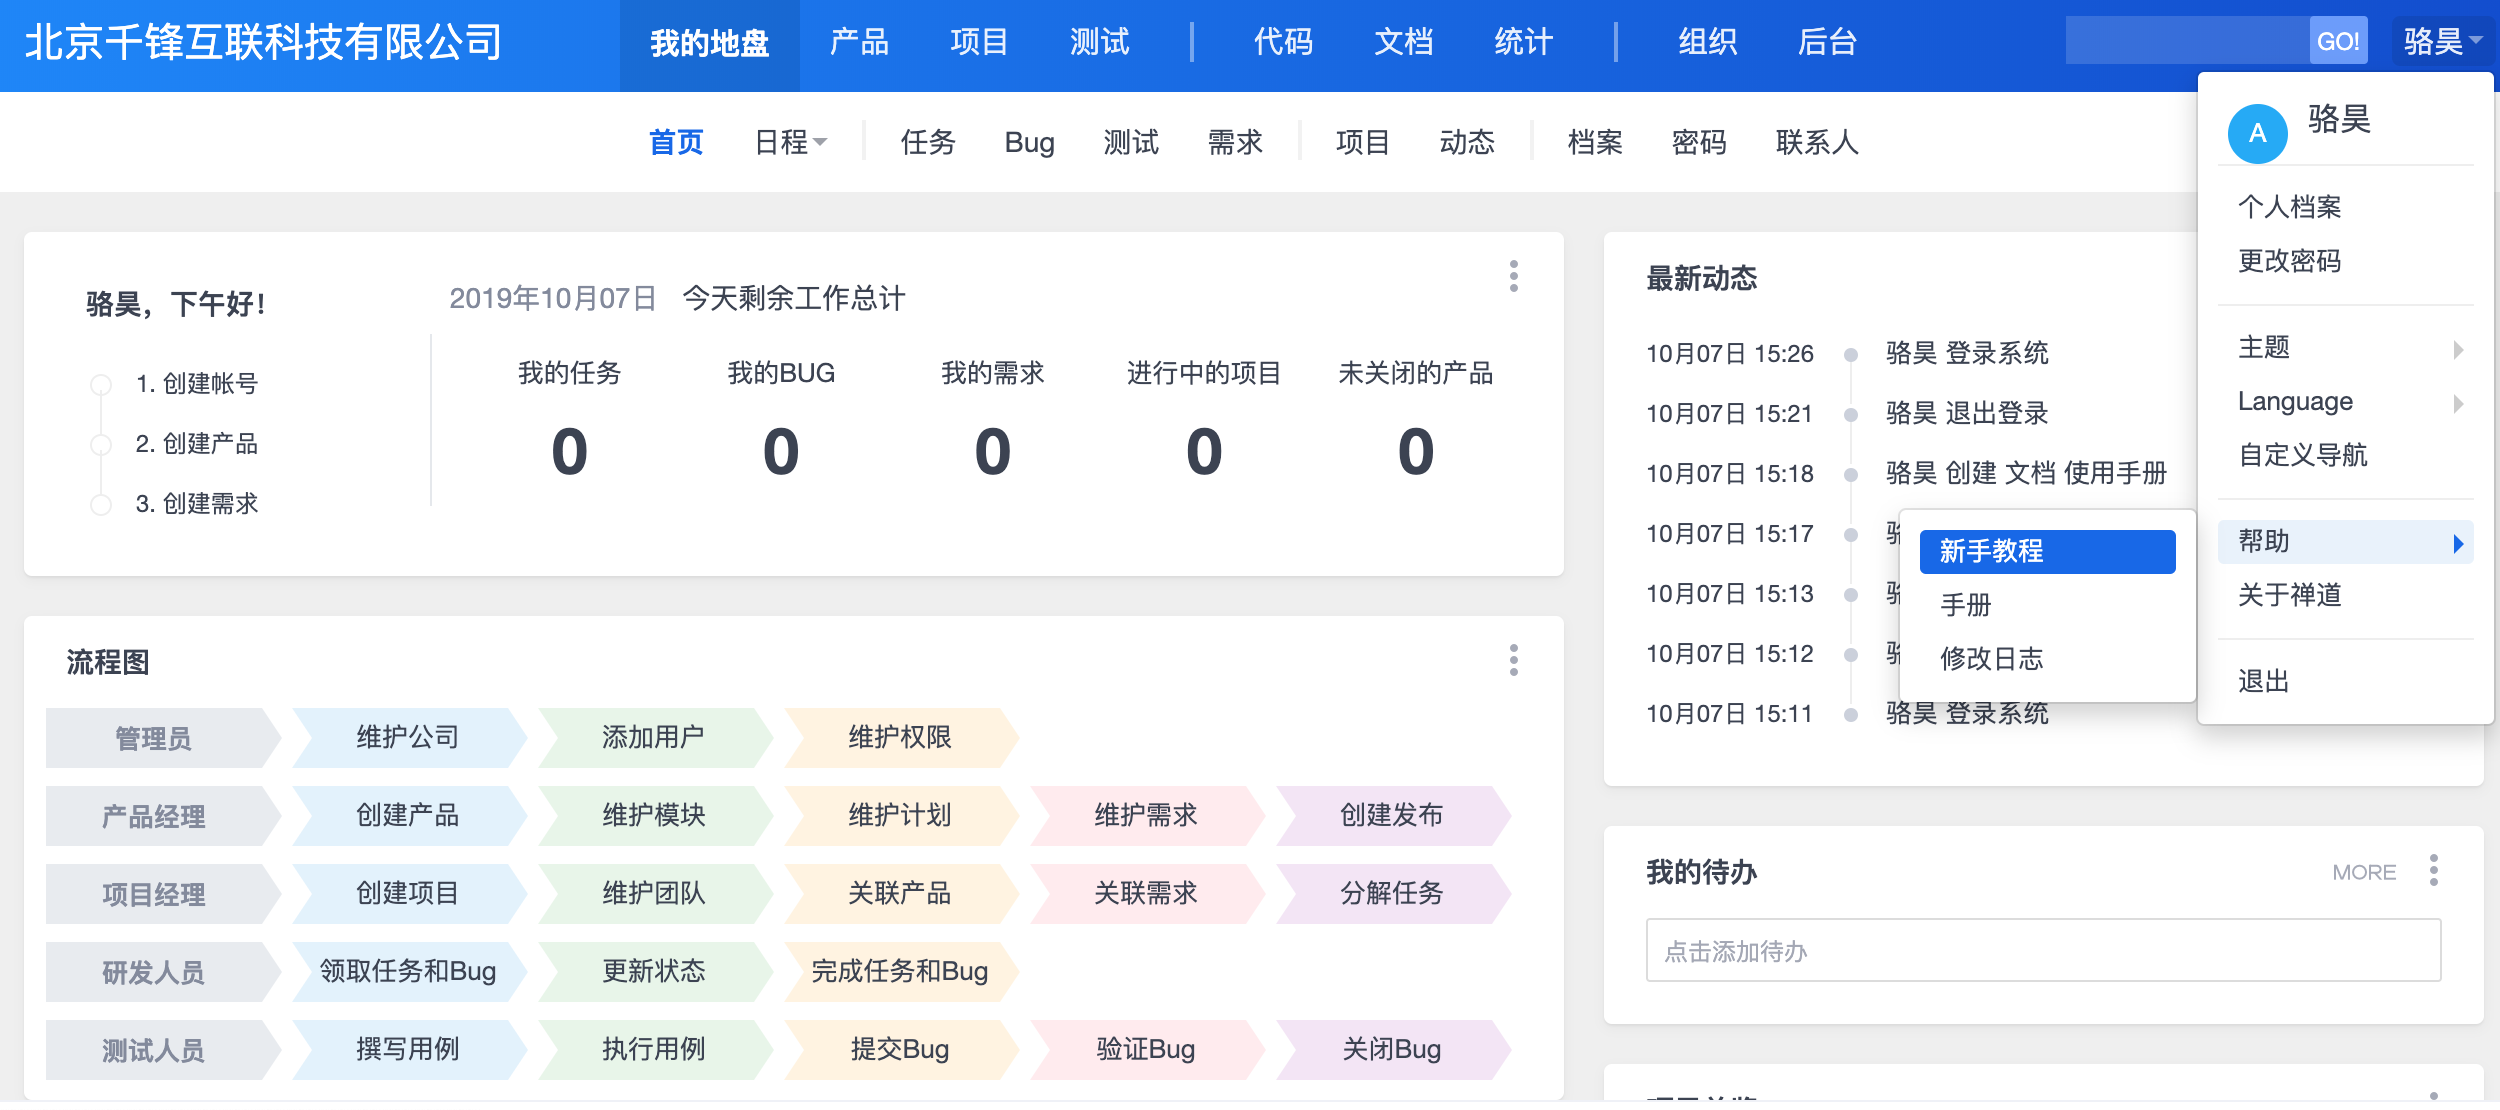 北京千锋互联科技有限公司 我的地盘 产品 项目 测试 代码 文档 统计 组织 后台 GO! 骆昊
首页 日程 任务 Bug 测试 需求 项目 动态 档案 密码 联系人
骆昊，下午好！
1. 创建帐号
2. 创建产品
3. 创建需求
2019年10月07日 今天剩余工作总计
我的任务 我的BUG 我的需求 进行中的项目 未关闭的产品
0 0 0 0 0
流程图
管理员 维护公司 添加用户 维护权限
产品经理 创建产品 维护模块 维护计划 维护需求 创建发布
项目经理 创建项目 维护团队 关联产品 关联需求 分解任务
研发人员 领取任务和Bug 更新状态 完成任务和Bug
测试人员 撰写用例 执行用例 提交Bug 验证Bug 关闭Bug
最新动态
10月07日 15:26 骆昊 登录系统
10月07日 15:21 骆昊 退出登录
10月07日 15:18 骆昊 创建 文档 使用手册
10月07日 15:17
10月07日 15:13
10月07日 15:12
10月07日 15:11 骆昊 登录系统
新手教程
手册
修改日志
A 骆昊
个人档案
更改密码
主题
Language
自定义导航
帮助
关于禅道
退出
我的待办 MORE
点击添加待办